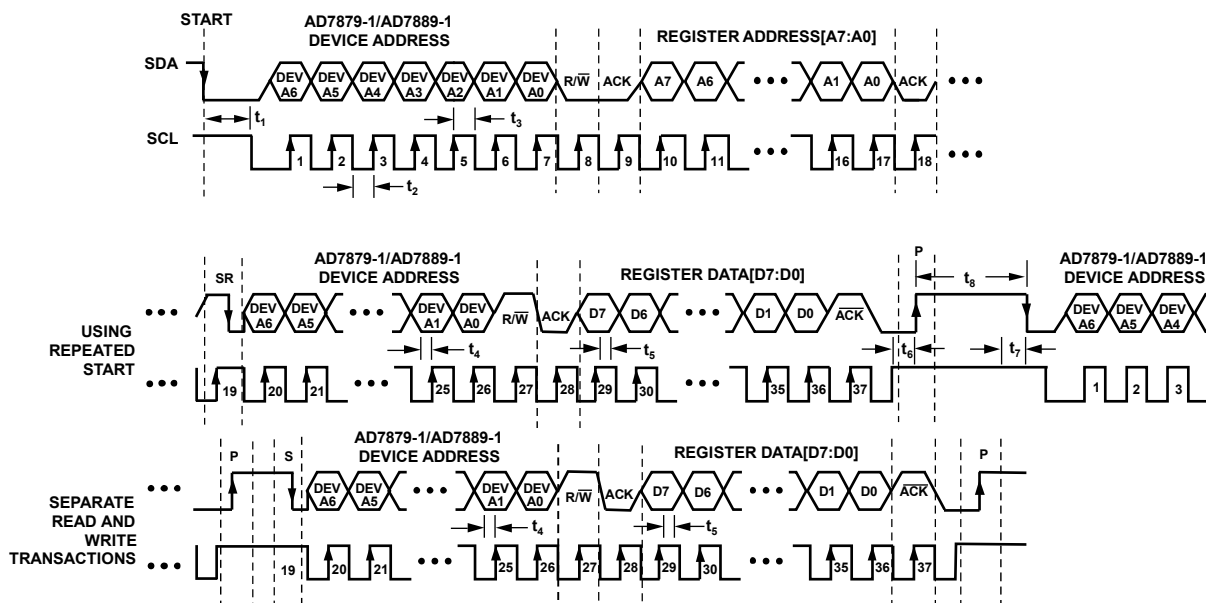 START
AD7879-1/AD7889-1
DEVICE ADDRESS
REGISTER ADDRESS[A7:A0]
SDA
DEV A6 DEV A5 DEV A4 DEV A3 DEV A2 DEV A1 DEV A0 R/W̅ ACK A7 A6 ••• A1 A0 ACK •••
t1 t3
SCL
1 2 3 4 5 6 7 8 9 10 11 ••• 16 17 18 •••
t2
AD7879-1/AD7889-1
DEVICE ADDRESS
REGISTER DATA[D7:D0]
P
t8
AD7879-1/AD7889-1
DEVICE ADDRESS
SR
••• DEV A6 DEV A5 ••• DEV A1 DEV A0 R/W̅ ACK D7 D6 ••• D1 D0 A̅C̅K̅ DEV A6 DEV A5 DEV A4
USING
REPEATED
START
t4 t5 t6 t7
••• 19 20 21 ••• 25 26 27 28 29 30 ••• 35 36 37 1 2 3
AD7879-1/AD7889-1
DEVICE ADDRESS
REGISTER DATA[D7:D0]
P S P
••• DEV A6 DEV A5 ••• DEV A1 DEV A0 R/W̅ ACK D7 D6 ••• D1 D0 A̅C̅K̅
SEPARATE
READ AND
WRITE
TRANSACTIONS
t4 t5
••• 19 20 21 ••• 25 26 27 28 29 30 ••• 35 36 37